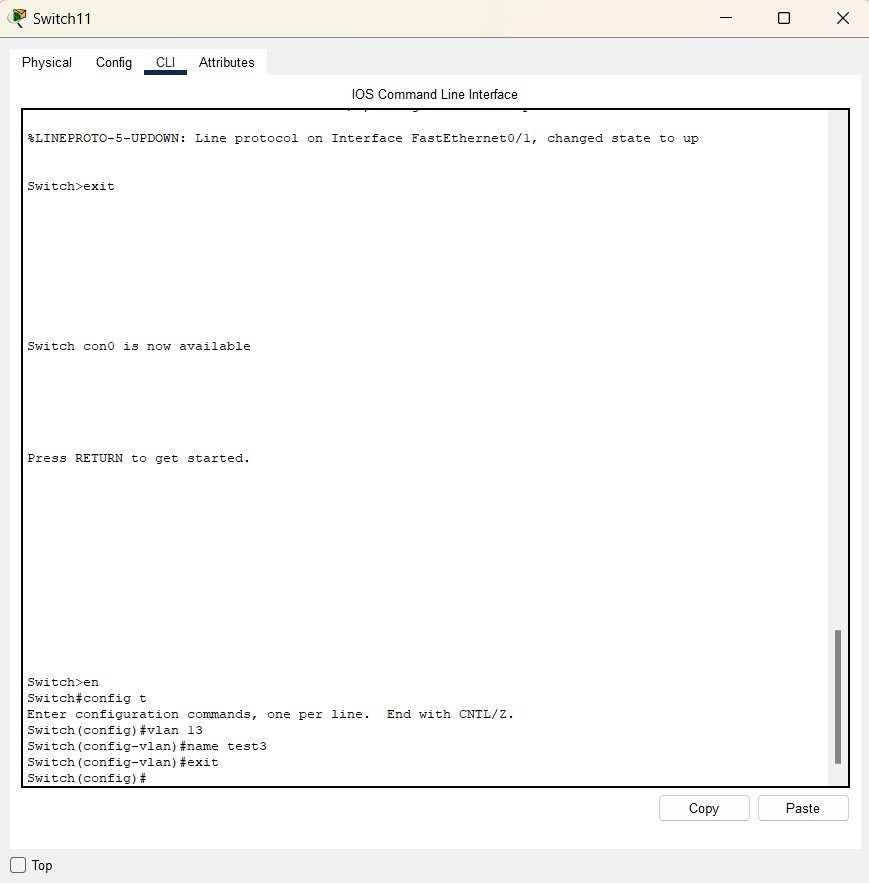 Switch11
Physical Config CLI Attributes
IOS Command Line Interface
%LINEPROTO-5-UPDOWN: Line protocol on Interface FastEthernet0/1, changed state to up
Switch>exit
Switch con0 is now available
Press RETURN to get started.
Switch>en
Switch#config t
Enter configuration commands, one per line.  End with CNTL/Z.
Switch(config)#vlan 13
Switch(config-vlan)#name test3
Switch(config-vlan)#exit
Switch(config)#
Copy Paste
Top